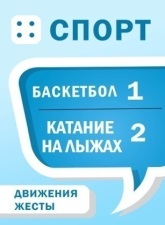 СПОРТ
БАСКЕТБОЛ 1
КАТАНИЕ
НА ЛЫЖАХ 2
ДВИЖЕНИЯ
ЖЕСТЫ